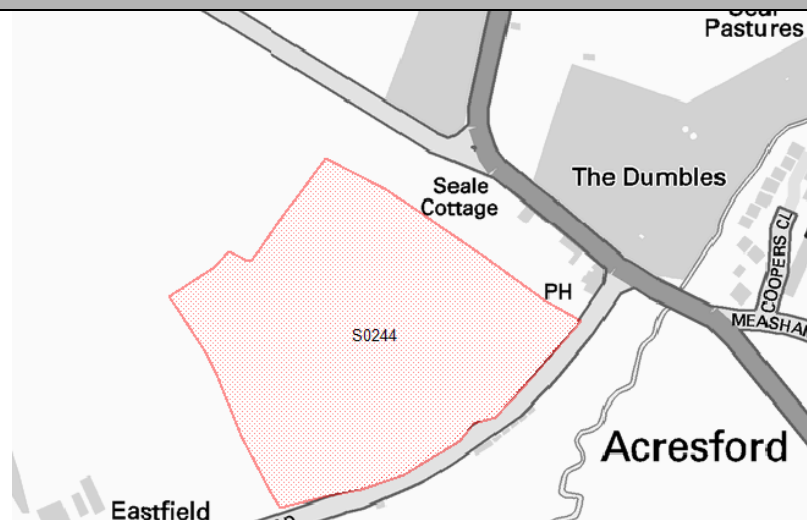 Pastures
The Dumbles
Seale
Cottage
PH
COOPERS CL
S0244
Acresford
Eastfield